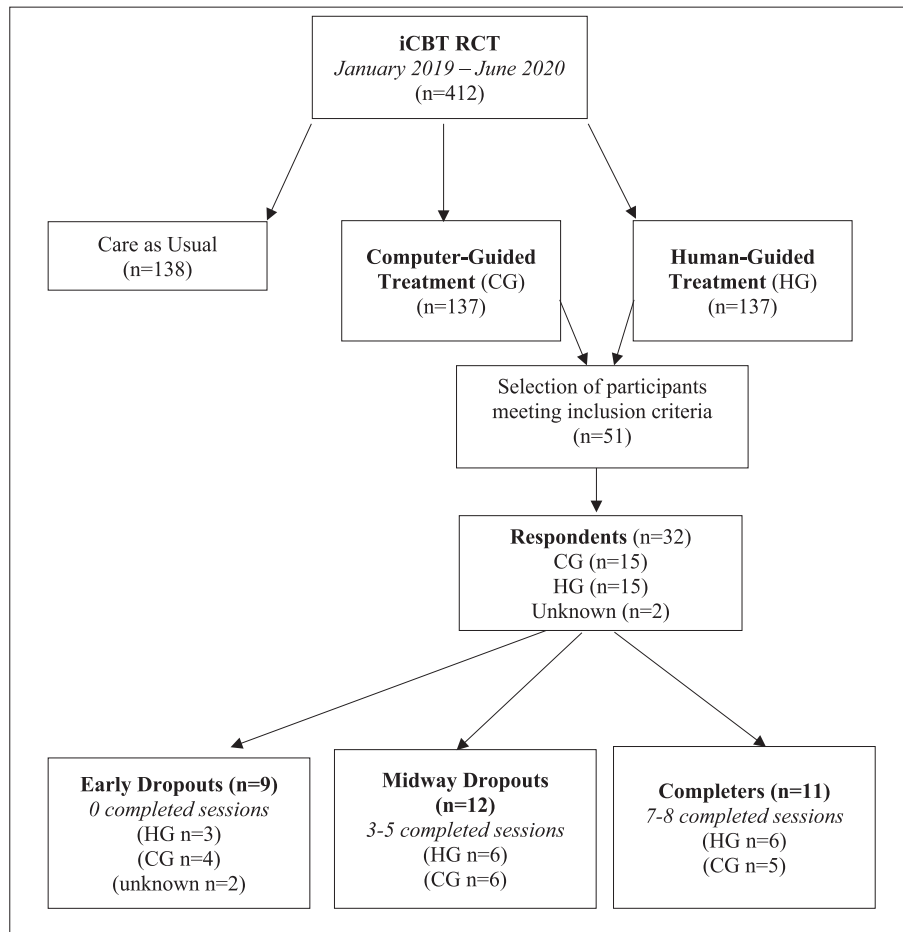 iCBT RCT
January 2019 – June 2020
(n=412)
Care as Usual
(n=138)
Computer-Guided
Treatment (CG)
(n=137)
Human-Guided
Treatment (HG)
(n=137)
Selection of participants
meeting inclusion criteria
(n=51)
Respondents (n=32)
CG (n=15)
HG (n=15)
Unknown (n=2)
Early Dropouts (n=9)
0 completed sessions
(HG n=3)
(CG n=4)
(unknown n=2)
Midway Dropouts
(n=12)
3-5 completed sessions
(HG n=6)
(CG n=6)
Completers (n=11)
7-8 completed sessions
(HG n=6)
(CG n=5)